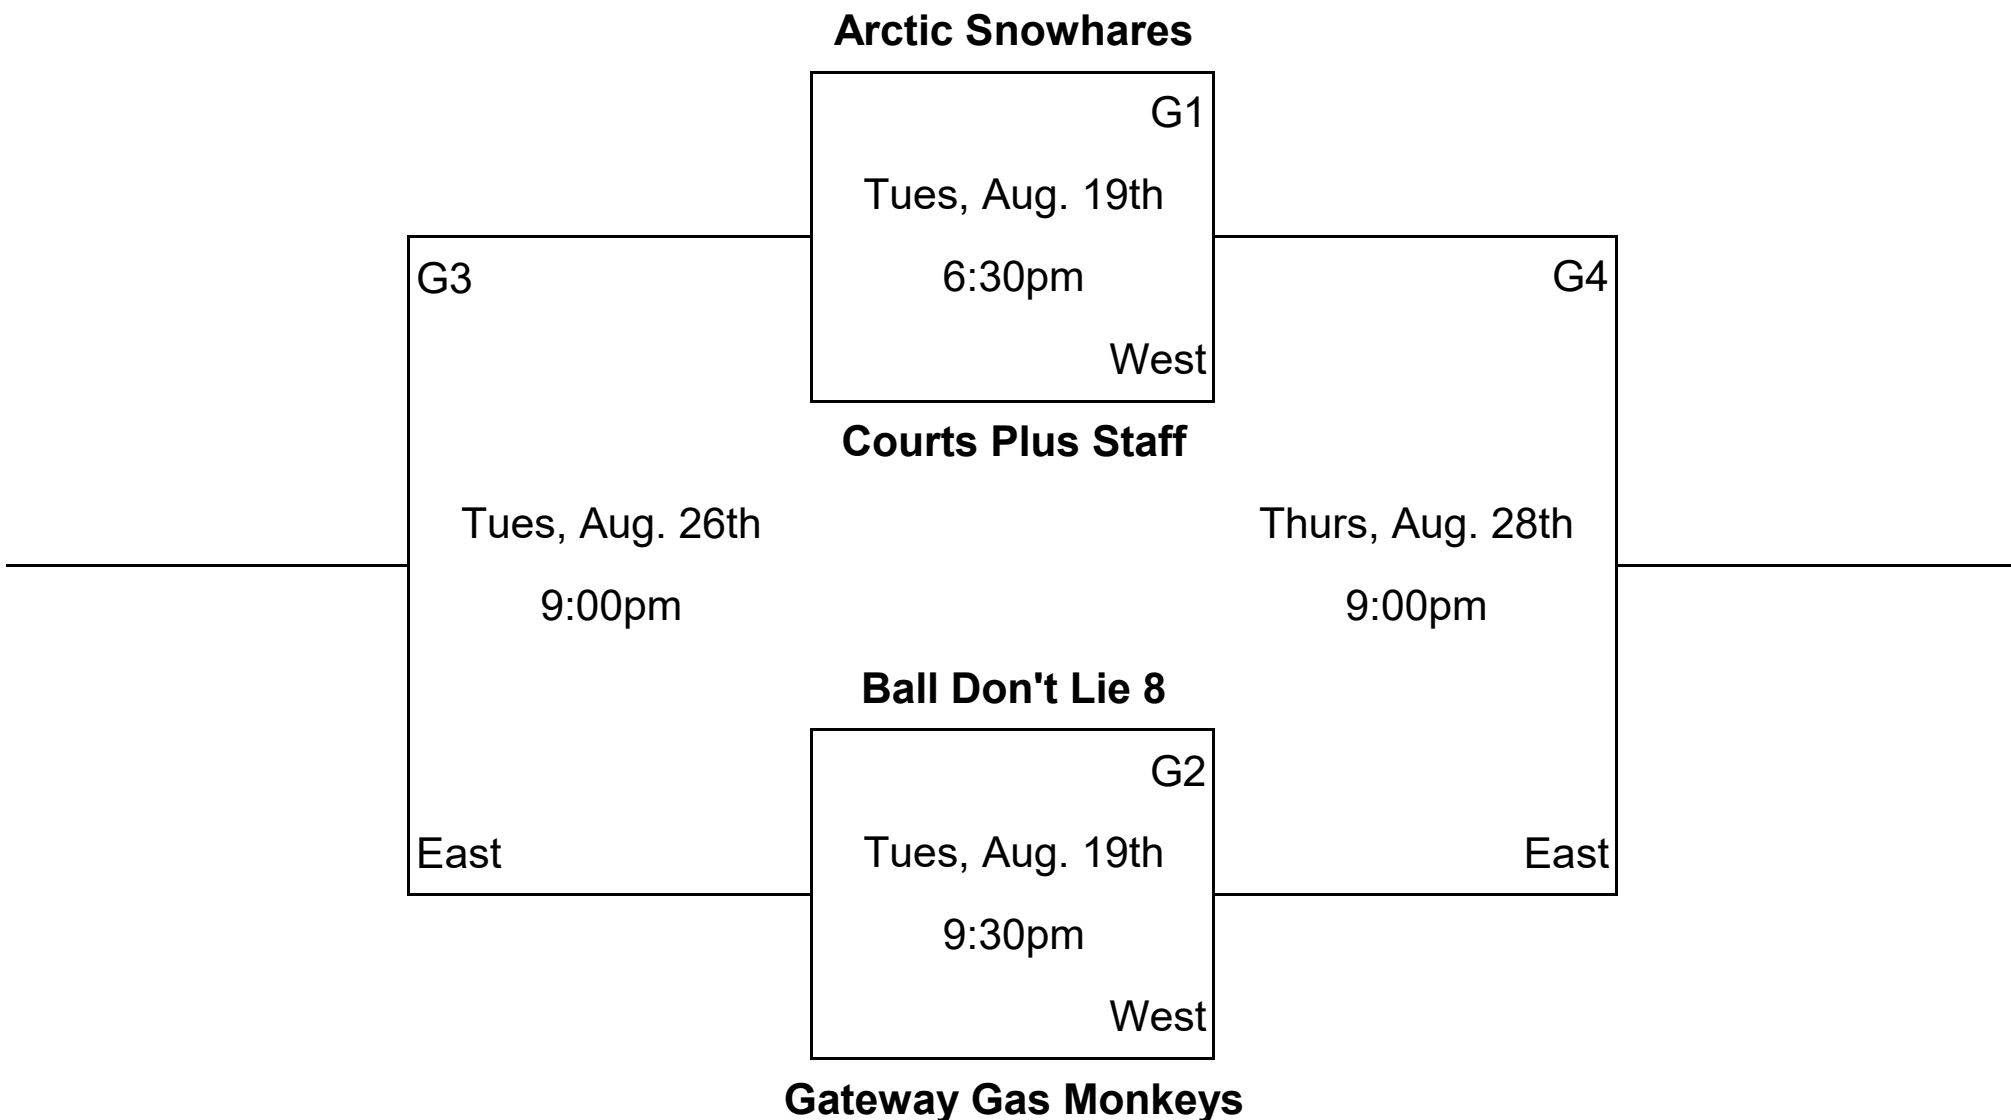 Arctic Snowhares
G1
Tues, Aug. 19th
6:30pm
West
Courts Plus Staff
G3
Tues, Aug. 26th
9:00pm
East
G4
Thurs, Aug. 28th
9:00pm
East
Ball Don't Lie 8
G2
Tues, Aug. 19th
9:30pm
West
Gateway Gas Monkeys